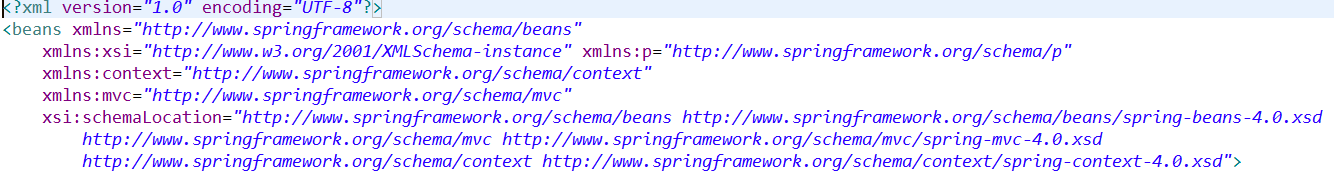 <?xml version="1.0" encoding="UTF-8"?>
<beans xmlns="http://www.springframework.org/schema/beans"
xmlns:xsi="http://www.w3.org/2001/XMLSchema-instance" xmlns:p="http://www.springframework.org/schema/p"
xmlns:context="http://www.springframework.org/schema/context"
xmlns:mvc="http://www.springframework.org/schema/mvc"
xsi:schemaLocation="http://www.springframework.org/schema/beans http://www.springframework.org/schema/beans/spring-beans-4.0.xsd
http://www.springframework.org/schema/mvc http://www.springframework.org/schema/mvc/spring-mvc-4.0.xsd
http://www.springframework.org/schema/context http://www.springframework.org/schema/context/spring-context-4.0.xsd">